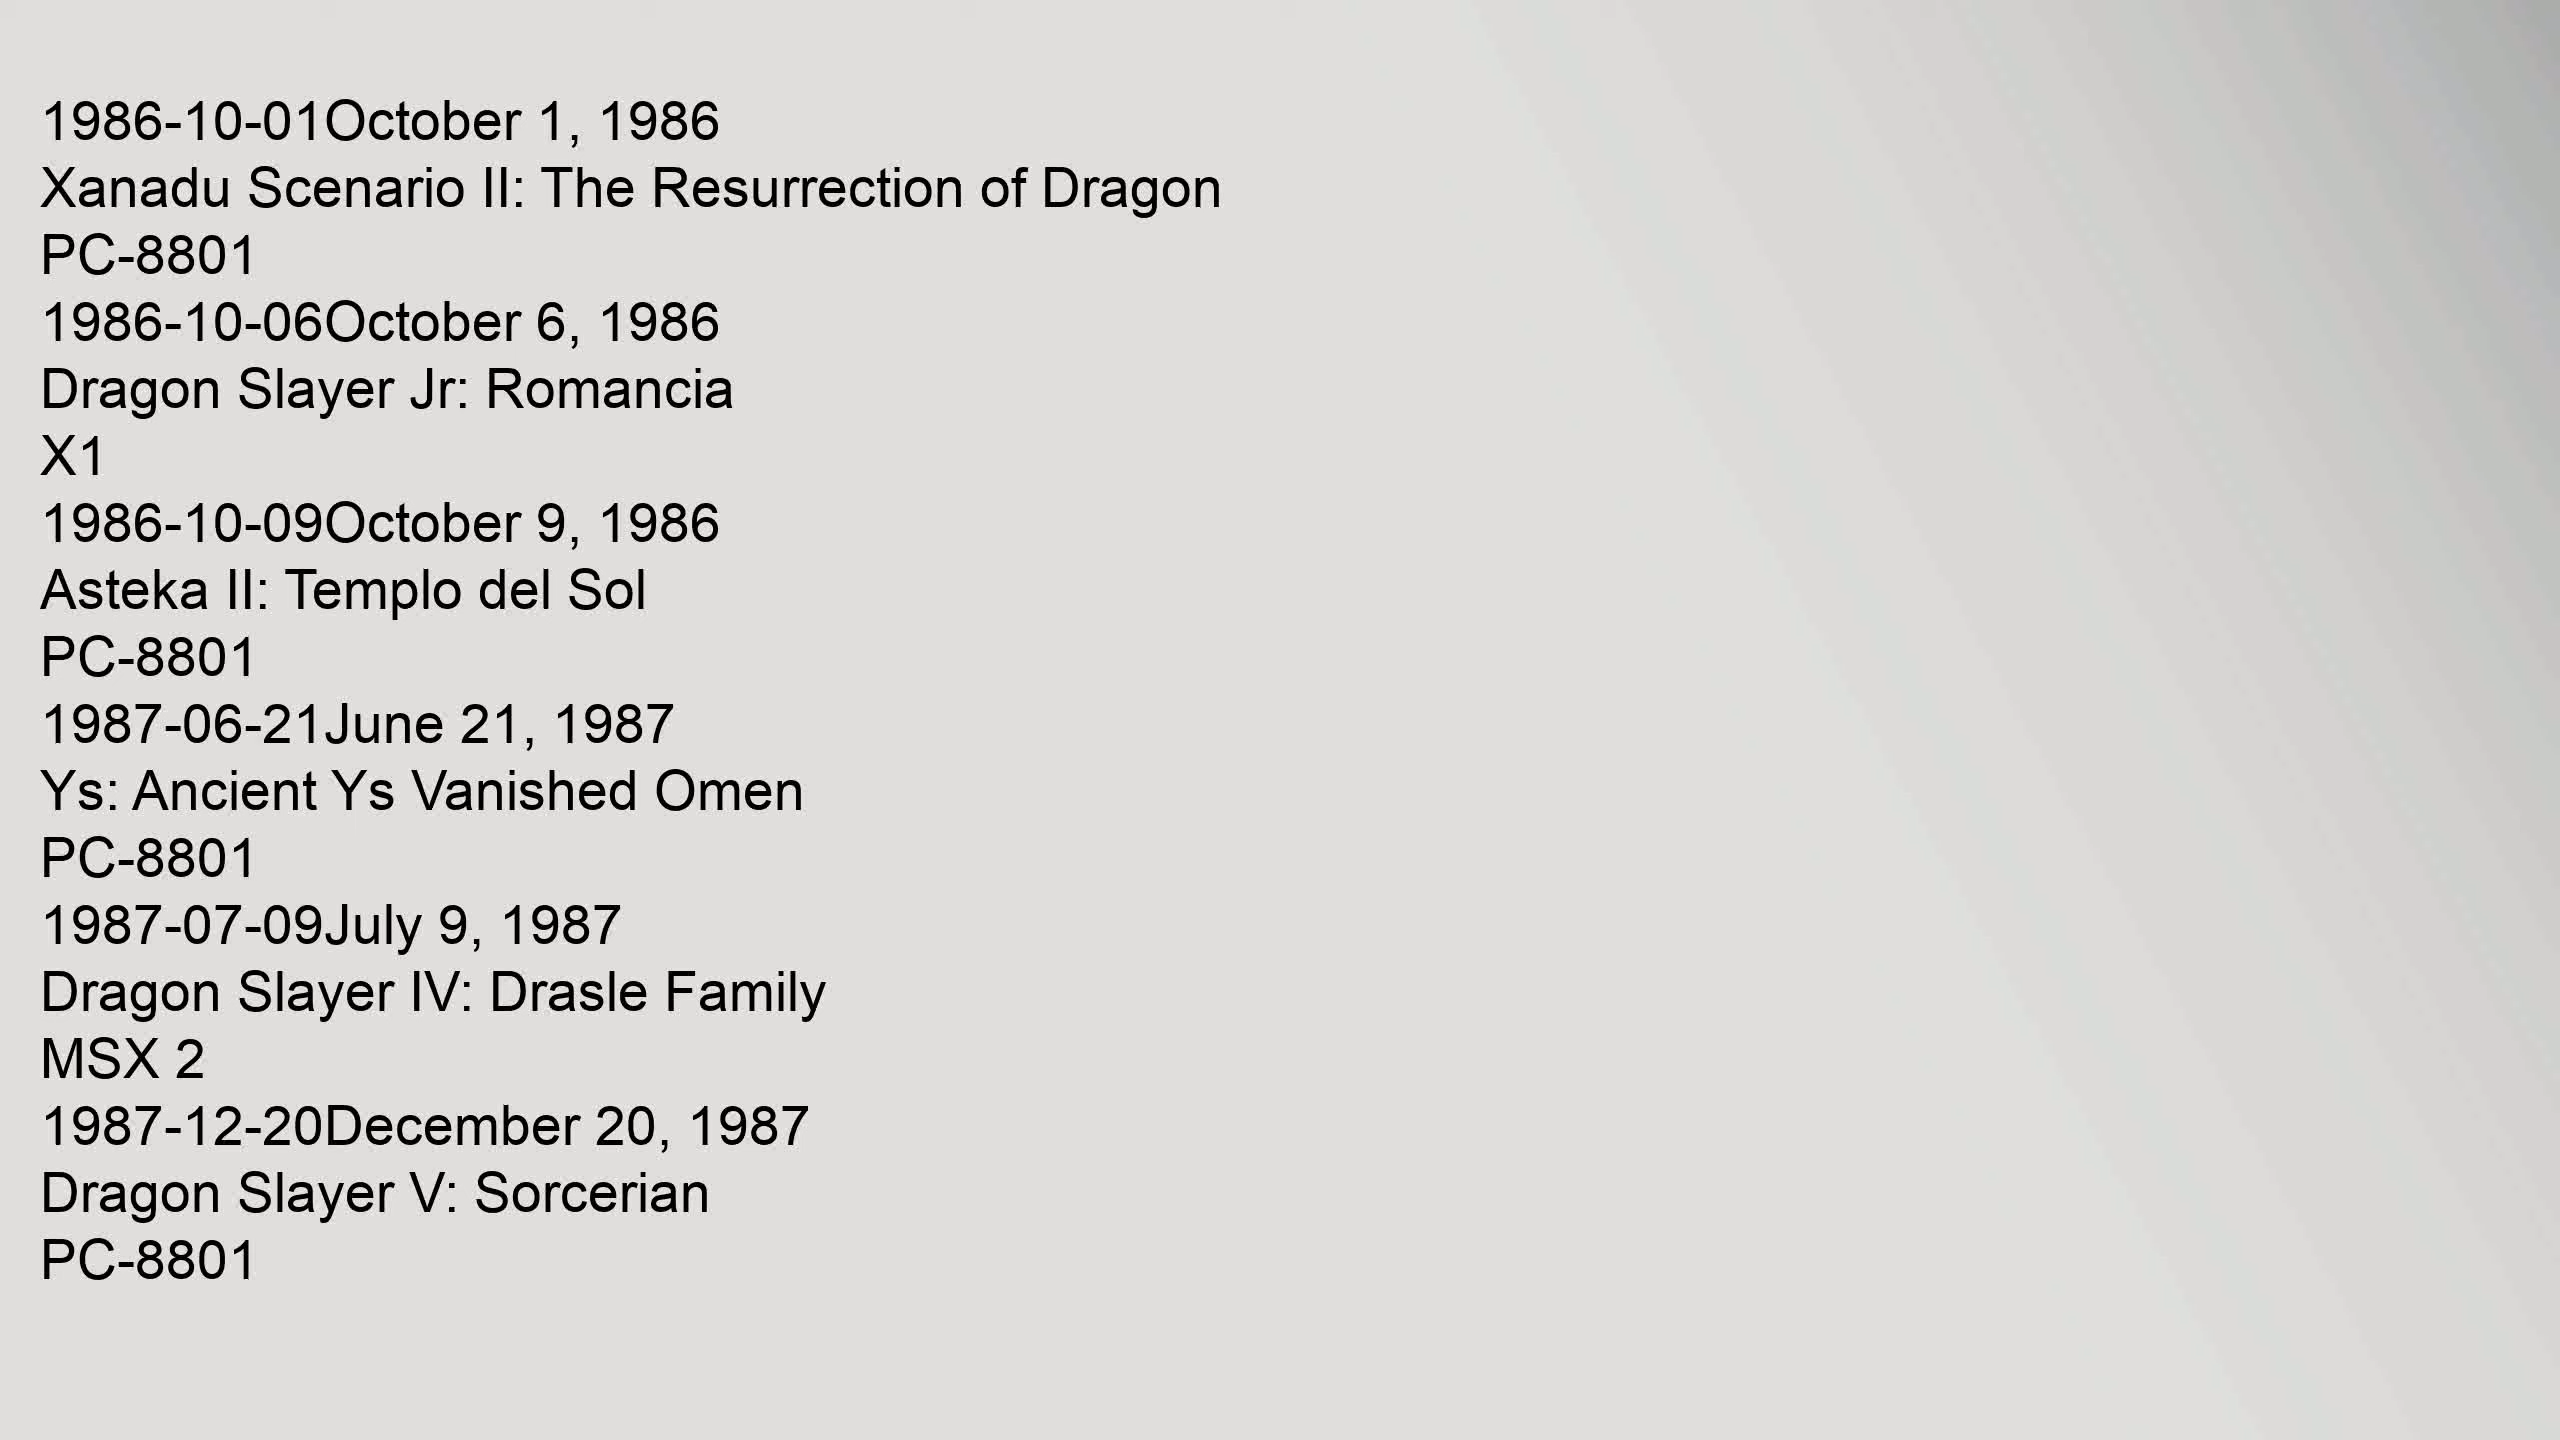 1986-10-01October 1, 1986
Xanadu Scenario II: The Resurrection of Dragon
PC-8801
1986-10-06October 6, 1986
Dragon Slayer Jr: Romancia
X1
1986-10-09October 9, 1986
Asteka II: Templo del Sol
PC-8801
1987-06-21June 21, 1987
Ys: Ancient Ys Vanished Omen
PC-8801
1987-07-09July 9, 1987
Dragon Slayer IV: Drasle Family
MSX 2
1987-12-20December 20, 1987
Dragon Slayer V: Sorcerian
PC-8801